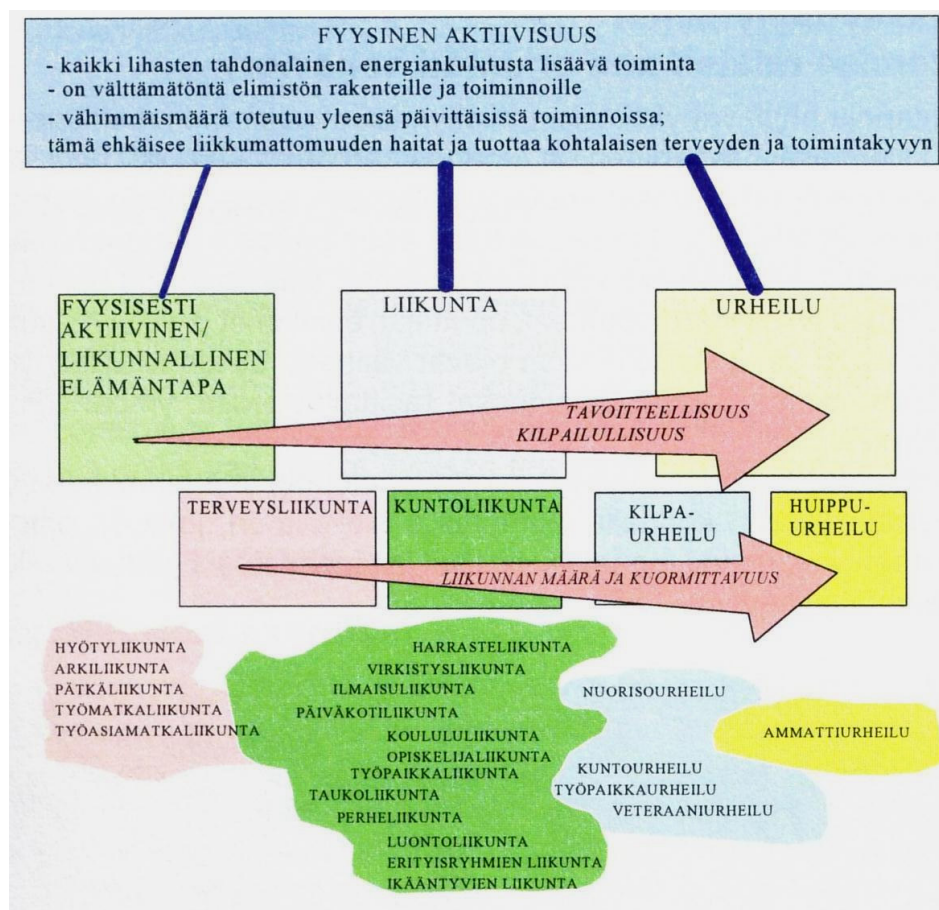 FYYSINEN AKTIIVISUUS
- kaikki lihasten tahdonalainen, energiankulutusta lisäävä toiminta
- on välttämätöntä elimistön rakenteille ja toiminnoille
- vähimmäismäärä toteutuu yleensä päivittäisissä toiminnoissa;
tämä ehkäisee liikkumattomuuden haitat ja tuottaa kohtalaisen terveyden ja toimintakyvyn
FYYSISESTI
AKTIIVINEN/
LIIKUNNALLINEN
ELÄMÄNTAPA
LIIKUNTA
URHEILU
TAVOITTEELLISUUS
KILPAILULLISUUS
TERVEYSLIIKUNTA
KUNTOLIIKUNTA
KILPA-
URHEILU
HUIPPU-
URHEILU
LIIKUNNAN MÄÄRÄ JA KUORMITTAVUUS
HYÖTYLIIKUNTA
ARKILIIKUNTA
PÄTKÄLIIKUNTA
TYÖMATKALIIKUNTA
TYÖASIAMATKALIIKUNTA
HARRASTELIIKUNTA
VIRKISTYSLIIKUNTA
ILMAISULIIKUNTA
PÄIVÄKOTILIIKUNTA
KOULULULIIKUNTA
OPISKELIJALIIKUNTA
TYÖPAIKKALIIKUNTA
TAUKOLIIKUNTA
PERHELIIKUNTA
LUONTOLIIKUNTA
ERITYISRYHMIEN LIIKUNTA
IKÄÄNTYVIEN LIIKUNTA
NUORISOURHEILU
KUNTOURHEILU
TYÖPAIKKAURHEILU
VETERAANIURHEILU
AMMATTIURHEILU